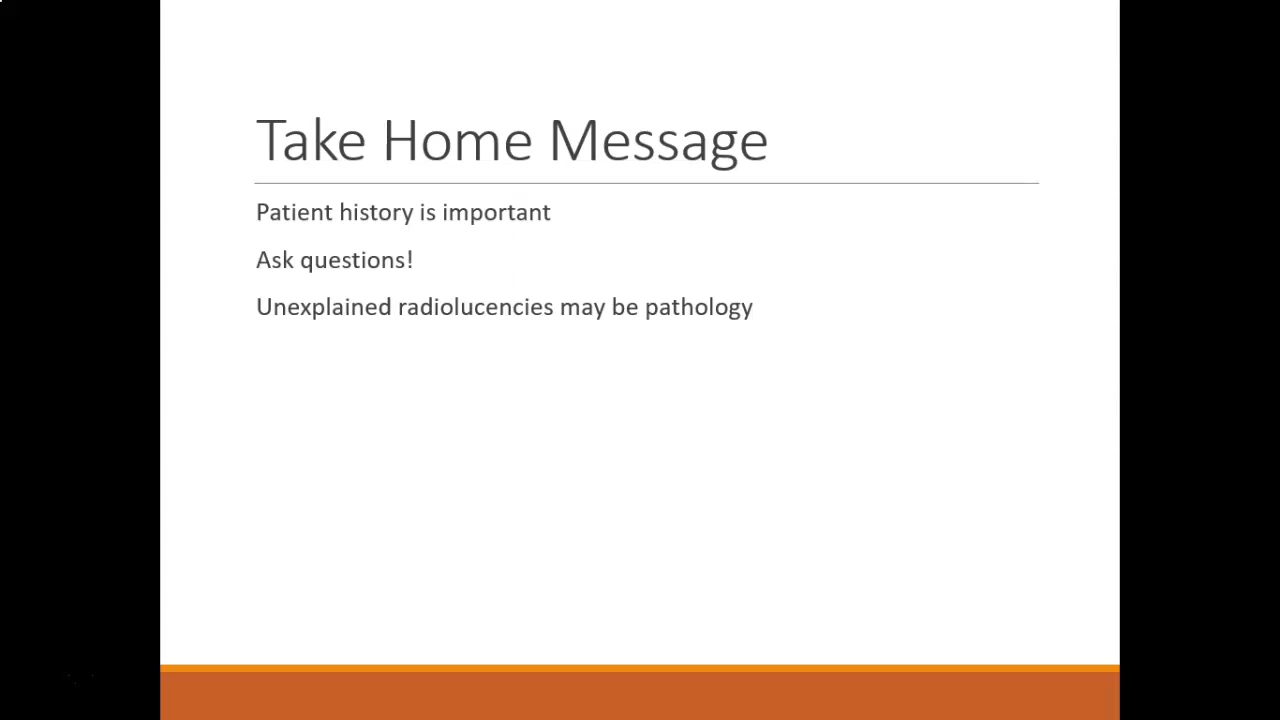 Take Home Message
Patient history is important
Ask questions!
Unexplained radiolucencies may be pathology